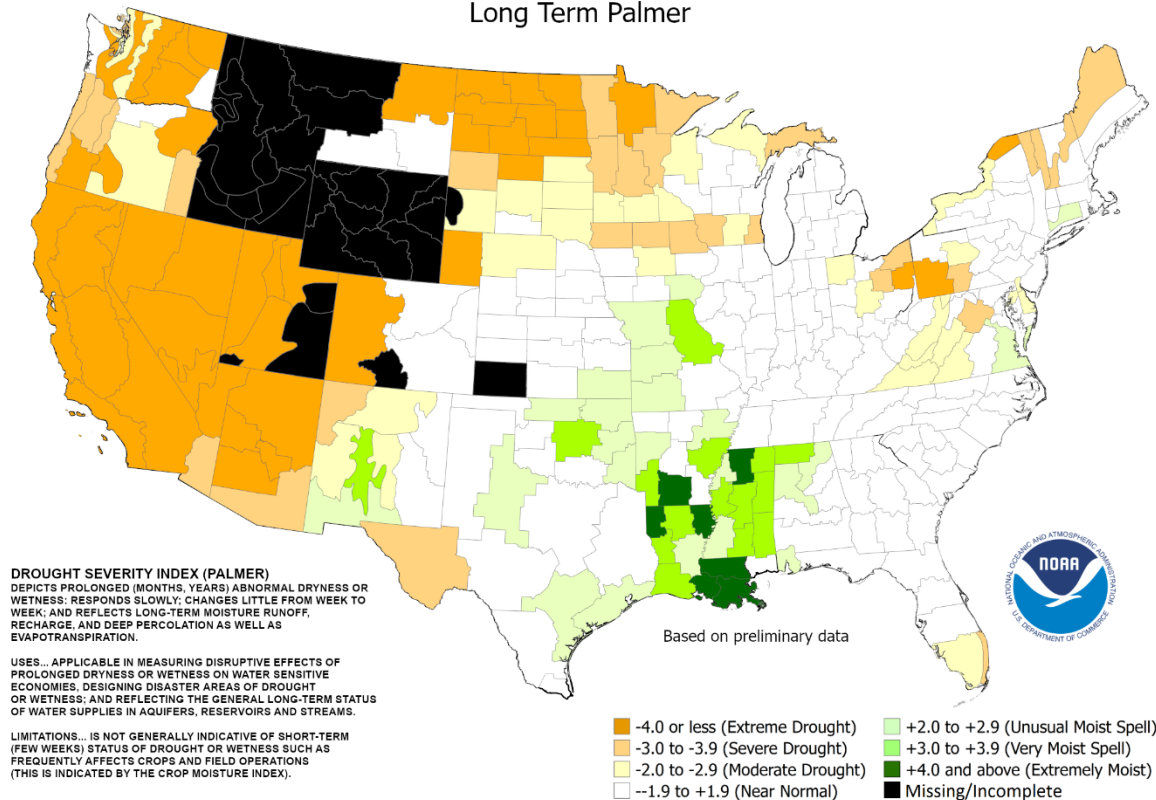 Long Term Palmer
DROUGHT SEVERITY INDEX (PALMER)
DEPICTS PROLONGED (MONTHS, YEARS) ABNORMAL DRYNESS OR
WETNESS; RESPONDS SLOWLY; CHANGES LITTLE FROM WEEK TO
WEEK; AND REFLECTS LONG-TERM MOISTURE RUNOFF,
RECHARGE, AND DEEP PERCOLATION AS WELL AS
EVAPOTRANSPIRATION.
USES... APPLICABLE IN MEASURING DISRUPTIVE EFFECTS OF
PROLONGED DRYNESS OR WETNESS ON WATER SENSITIVE
ECONOMIES, DESIGNING DISASTER AREAS OF DROUGHT
OR WETNESS; AND REFLECTING THE GENERAL LONG-TERM STATUS
OF WATER SUPPLIES IN AQUIFERS, RESERVOIRS AND STREAMS.
LIMITATIONS... IS NOT GENERALLY INDICATIVE OF SHORT-TERM
(FEW WEEKS) STATUS OF DROUGHT OR WETNESS SUCH AS
FREQUENTLY AFFECTS CROPS AND FIELD OPERATIONS
(THIS IS INDICATED BY THE CROP MOISTURE INDEX).
NATIONAL OCEANIC AND ATMOSPHERIC ADMINISTRATION
NOAA
U.S. DEPARTMENT OF COMMERCE
Based on preliminary data
-4.0 or less (Extreme Drought)
-3.0 to -3.9 (Severe Drought)
-2.0 to -2.9 (Moderate Drought)
--1.9 to +1.9 (Near Normal)
+2.0 to +2.9 (Unusual Moist Spell)
+3.0 to +3.9 (Very Moist Spell)
+4.0 and above (Extremely Moist)
Missing/Incomplete